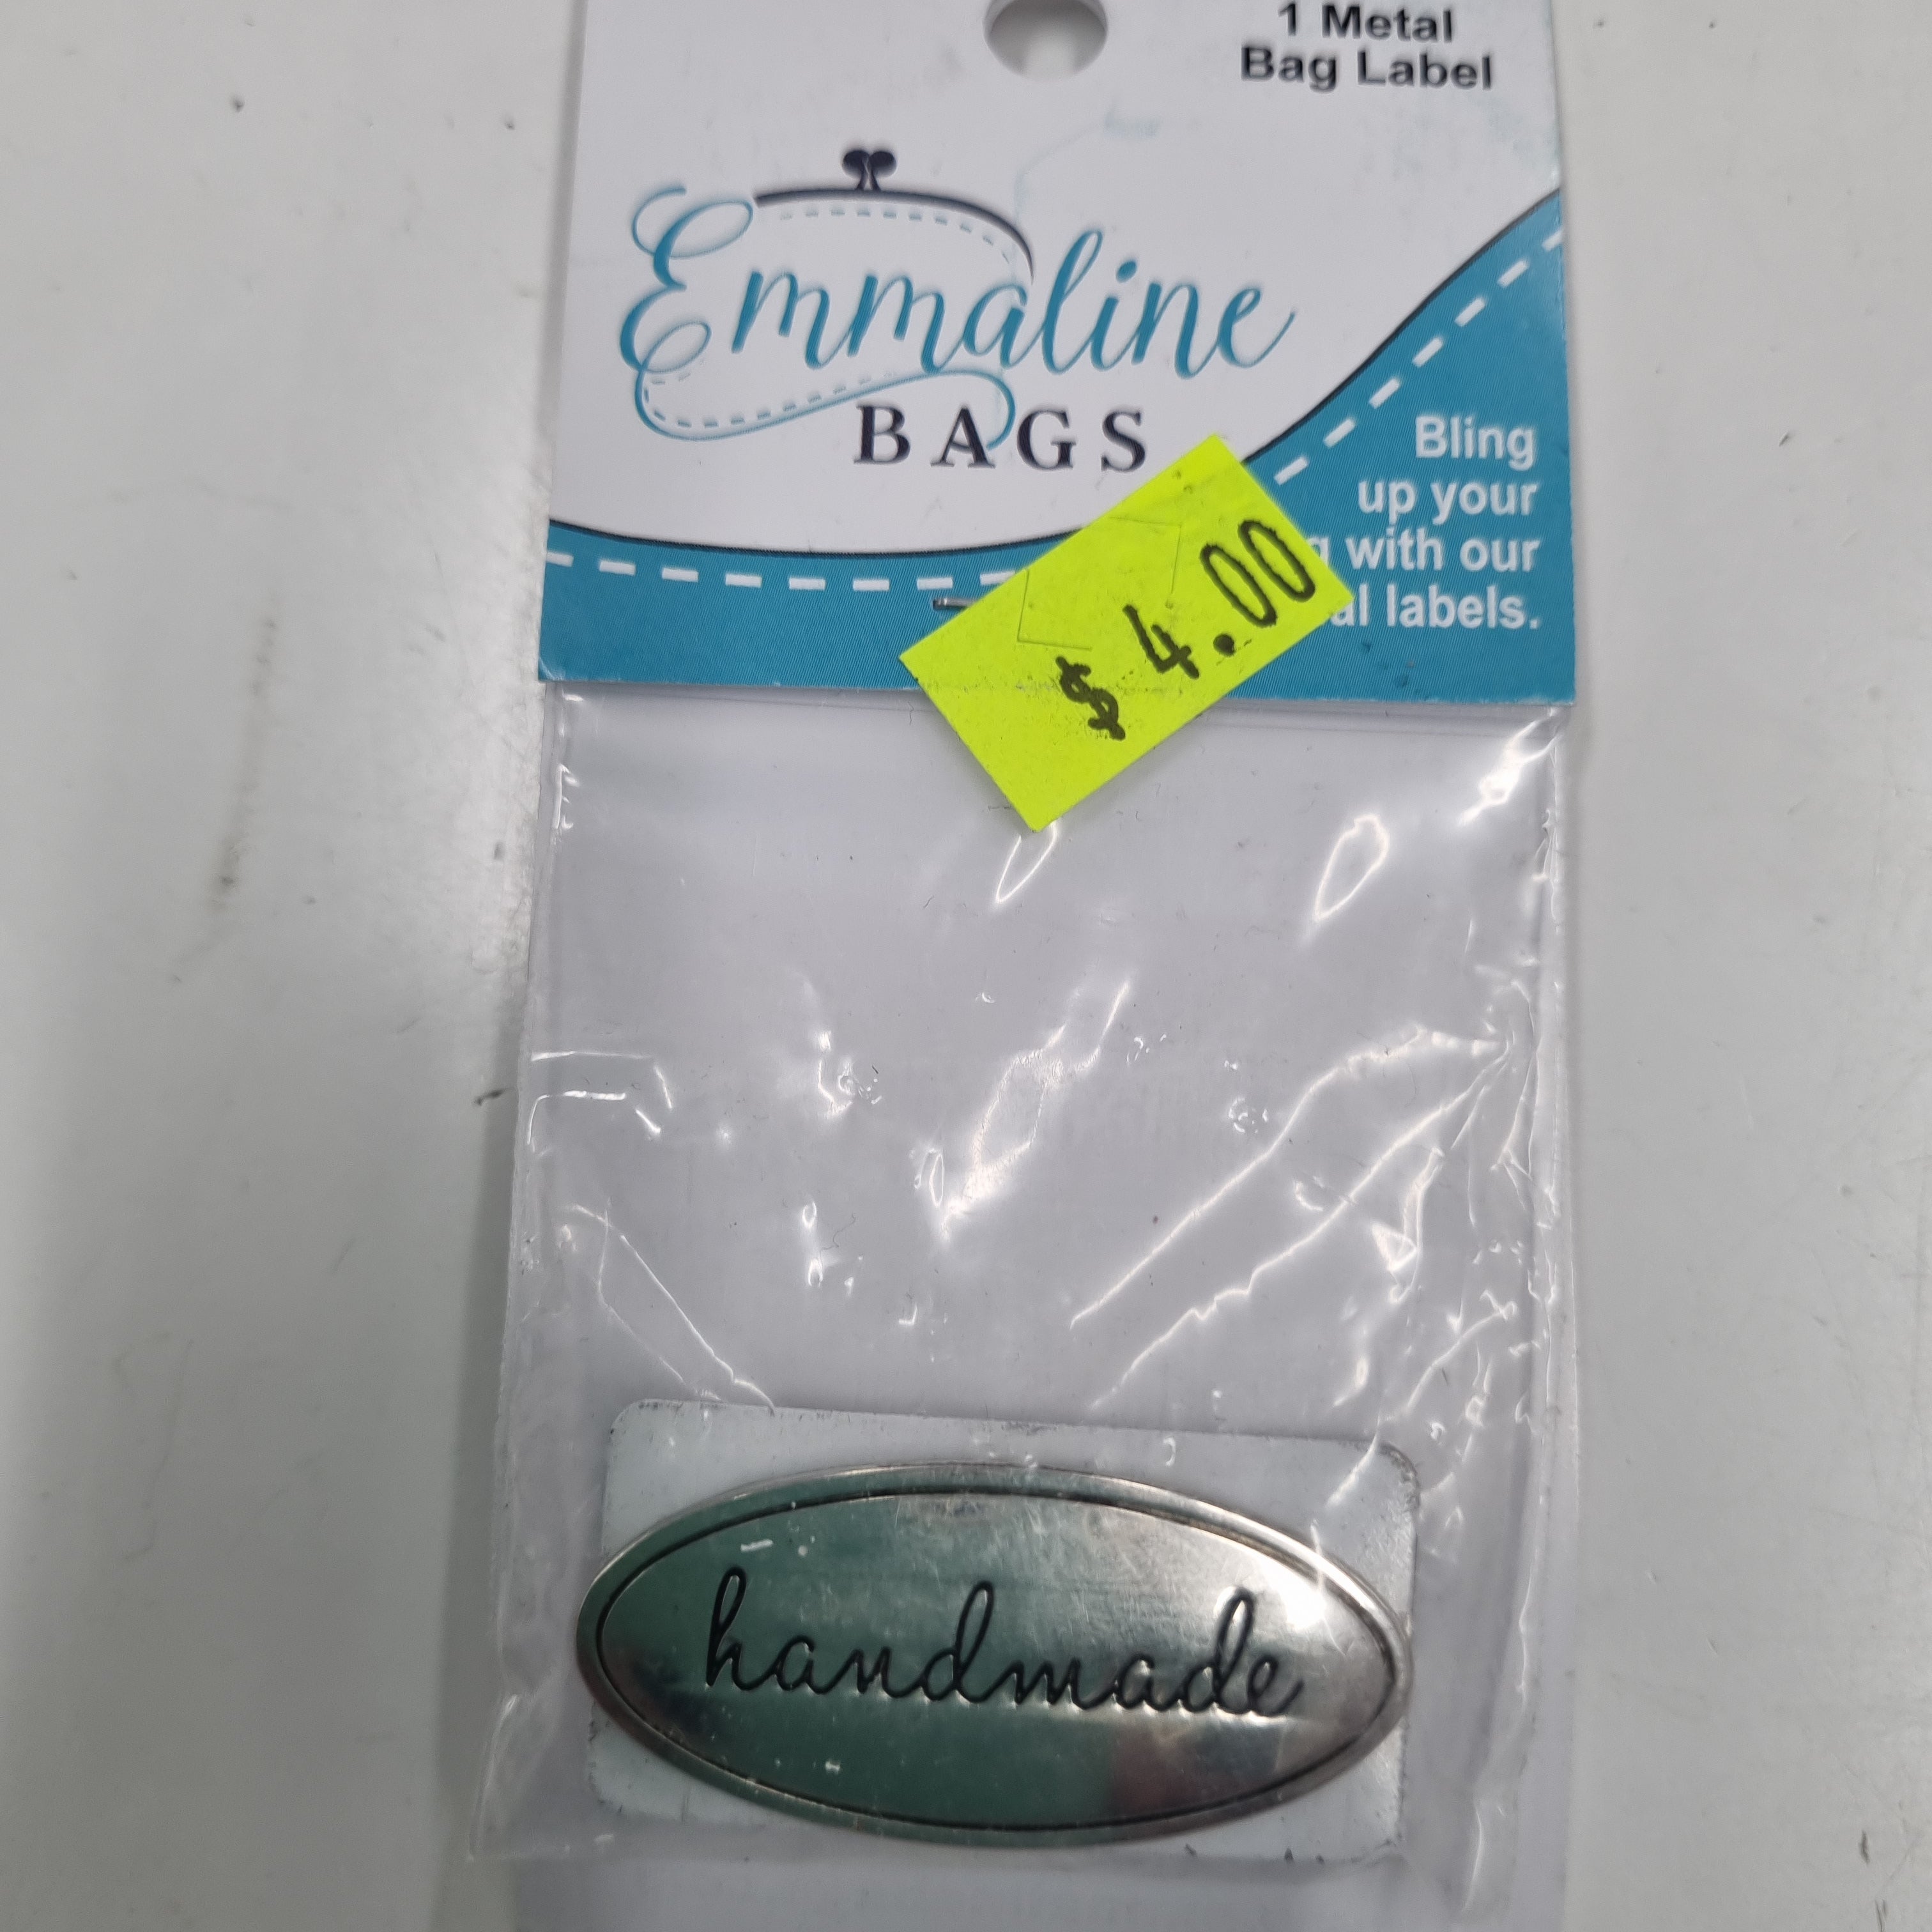 1 Metal
Bag Label
Emmaline
BAGS
Bling
up your
with our
labels.
$ 4.00
handmade